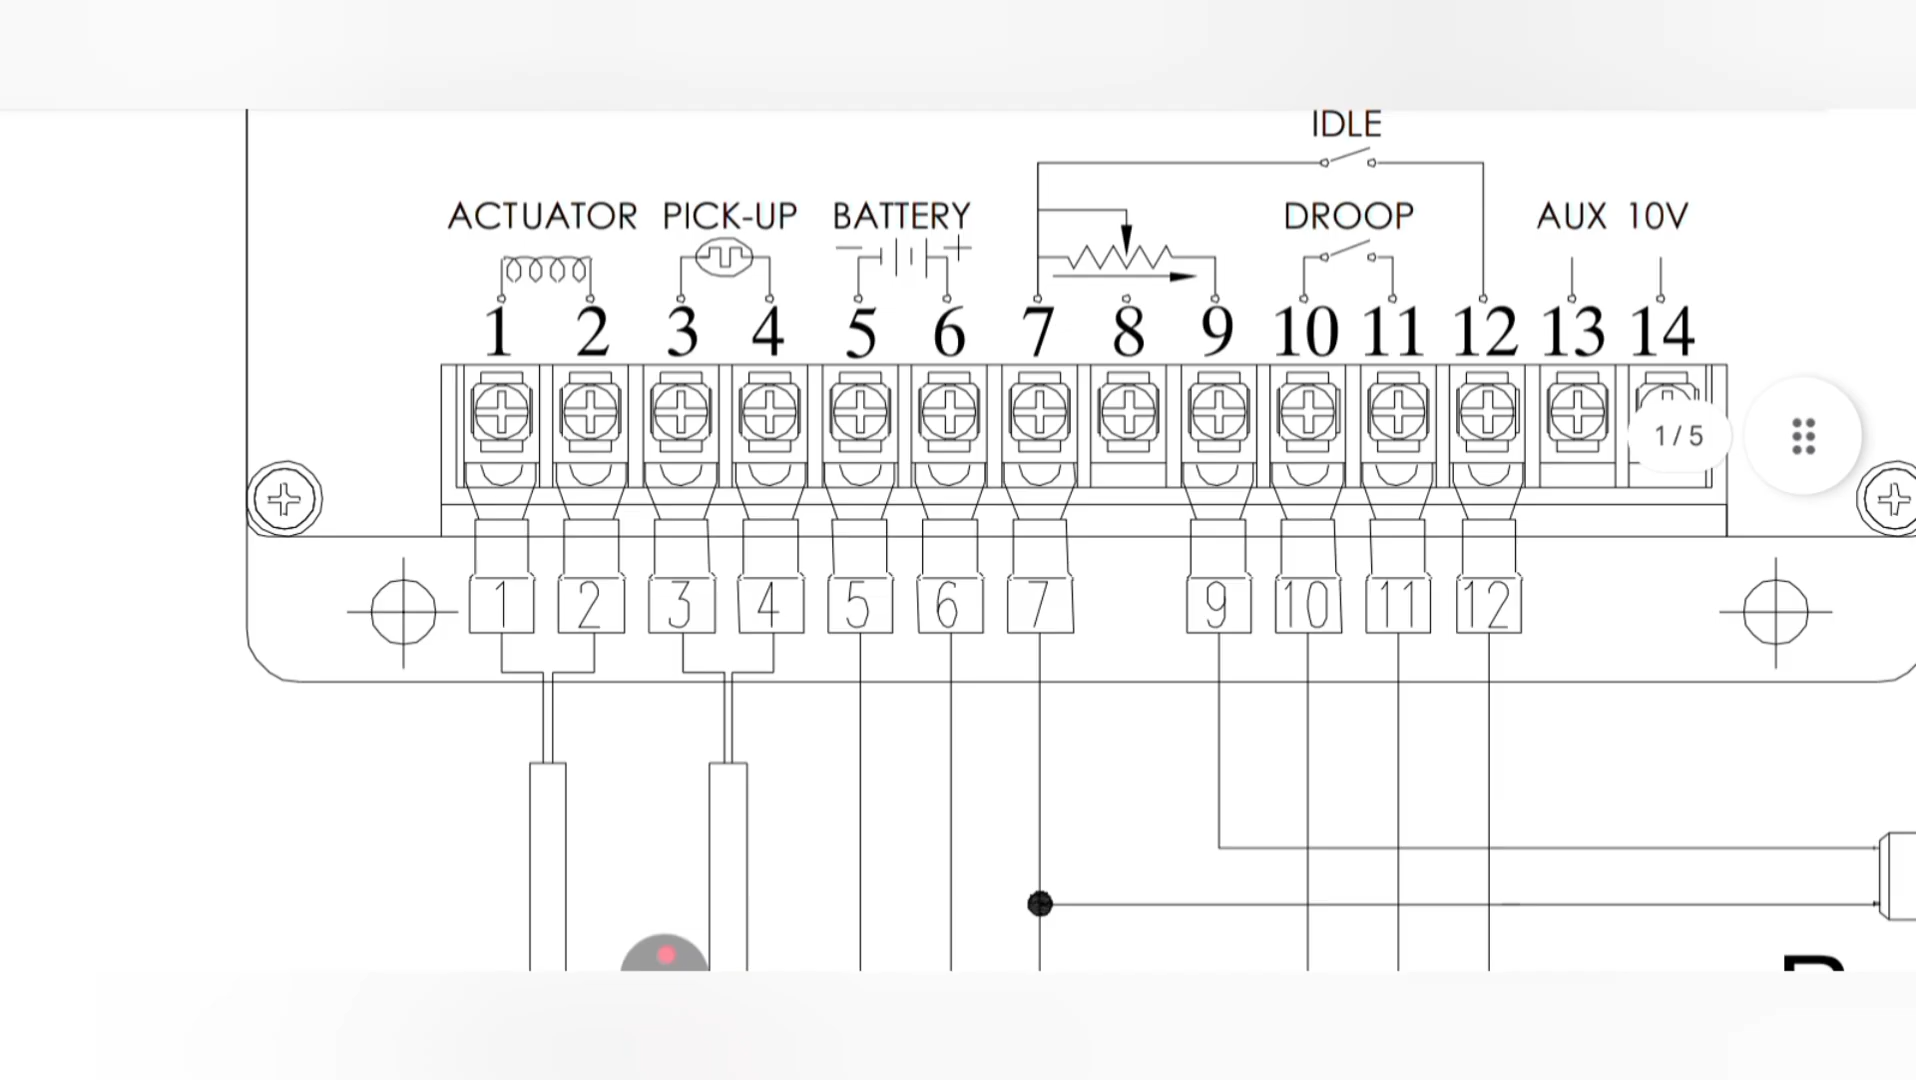 IDLE
ACTUATOR PICK-UP BATTERY DROOP AUX 10V
− +
1 2 3 4 5 6 7 8 9 10 11 12 13 14
1 / 5
1 2 3 4 5 6 7 9 10 11 12